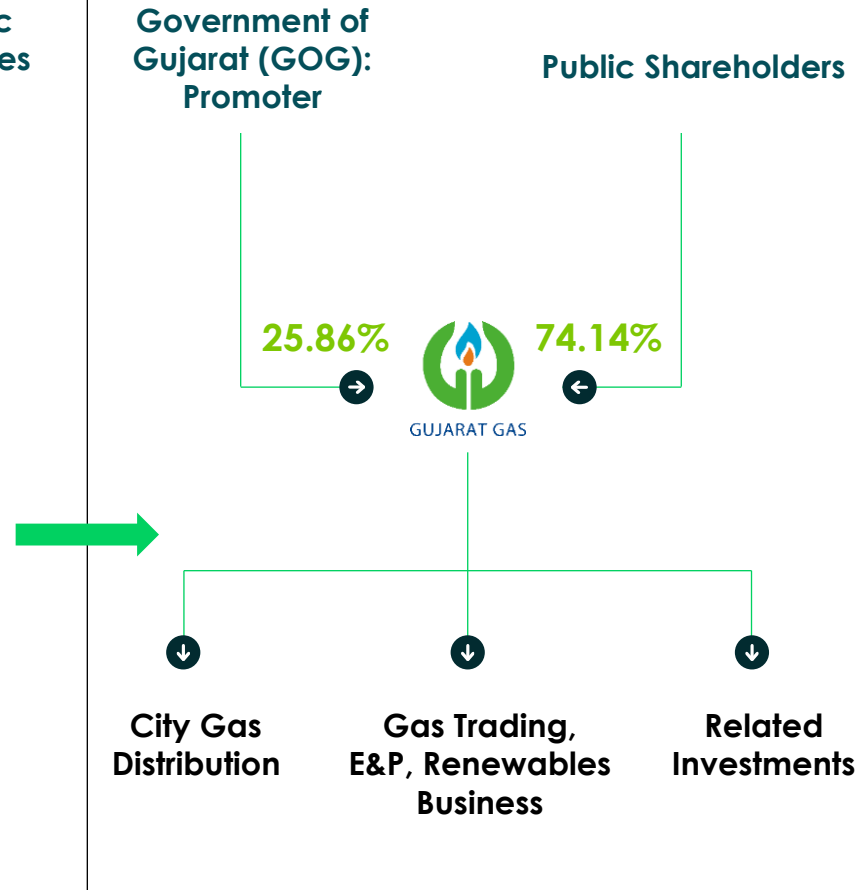 Government of
Gujarat (GOG):
Promoter
Public Shareholders
25.86%
74.14%
GUJARAT GAS
City Gas
Distribution
Gas Trading,
E&P, Renewables
Business
Related
Investments